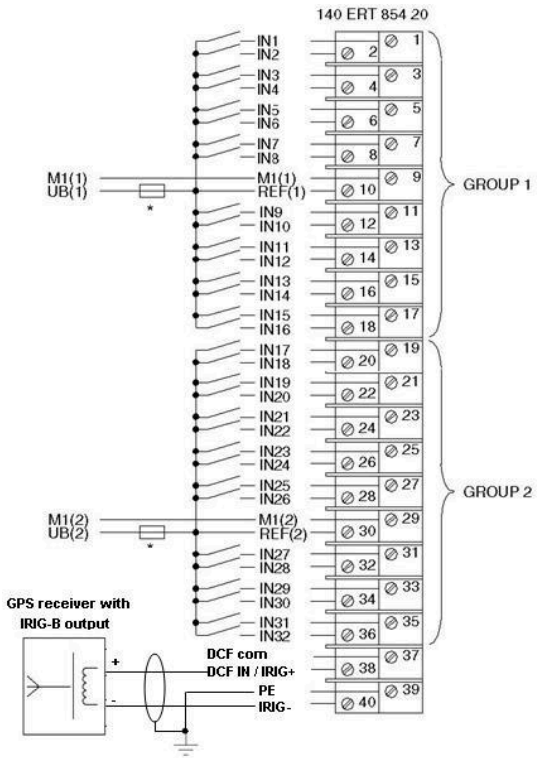 140 ERT 854 20
IN1 1
IN2 2
IN3 3
IN4 4
IN5 5
IN6 6
IN7 7
IN8 8
M1(1) M1(1) 9
UB(1) REF(1) 10
*
GROUP 1
IN9 11
IN10 12
IN11 13
IN12 14
IN13 15
IN14 16
IN15 17
IN16 18
IN17 19
IN18 20
IN19 21
IN20 22
IN21 23
IN22 24
IN23 25
IN24 26
IN25 27
IN26 28
GROUP 2
M1(2) M1(2) 29
UB(2) REF(2) 30
*
IN27 31
IN28 32
IN29 33
IN30 34
IN31 35
IN32 36
GPS receiver with
IRIG-B output
+
-
DCF com 37
DCF IN / IRIG+ 38
PE 39
IRIG- 40